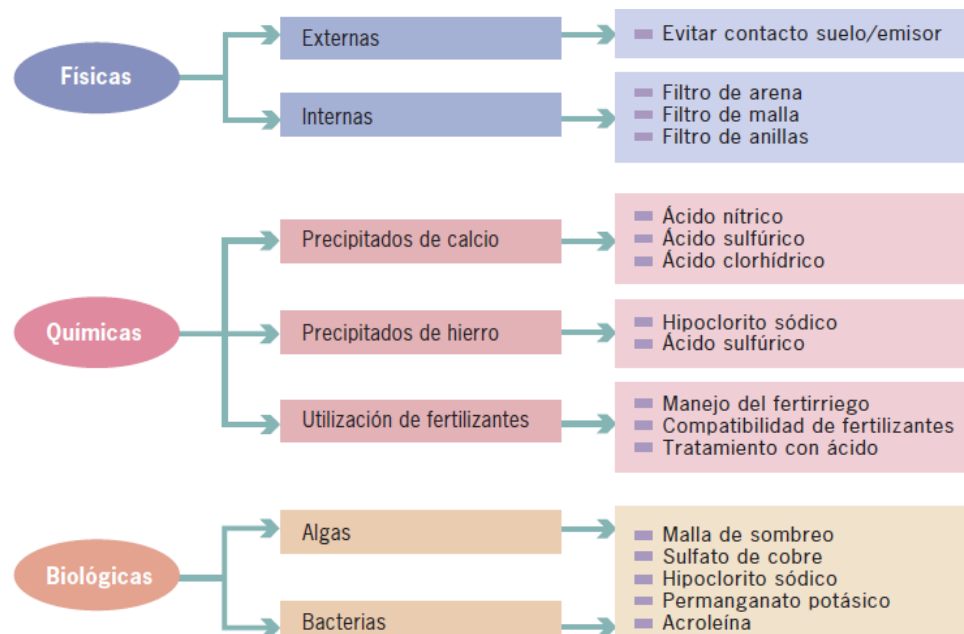 Físicas
Externas
Evitar contacto suelo/emisor
Internas
Filtro de arena
Filtro de malla
Filtro de anillas
Químicas
Precipitados de calcio
Ácido nítrico
Ácido sulfúrico
Ácido clorhídrico
Precipitados de hierro
Hipoclorito sódico
Ácido sulfúrico
Utilización de fertilizantes
Manejo del fertirriego
Compatibilidad de fertilizantes
Tratamiento con ácido
Biológicas
Algas
Bacterias
Malla de sombreo
Sulfato de cobre
Hipoclorito sódico
Permanganato potásico
Acroleína